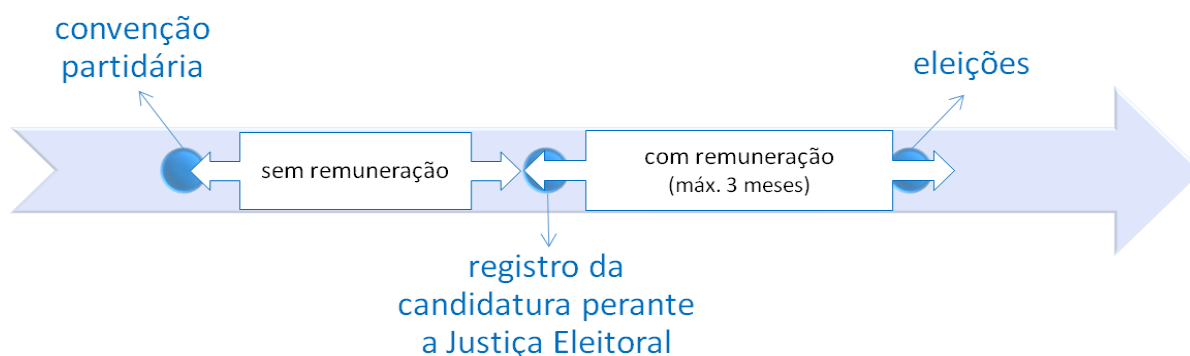 convenção
partidária
eleições
sem remuneração
com remuneração
(máx. 3 meses)
registro da
candidatura perante
a Justiça Eleitoral